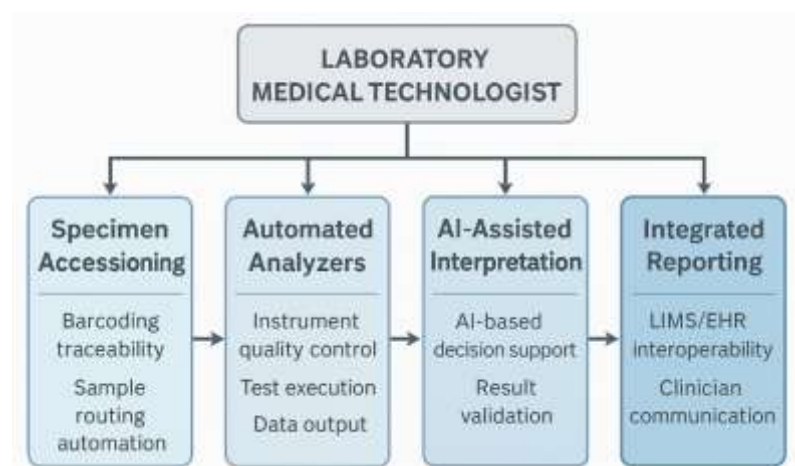 LABORATORY
MEDICAL TECHNOLOGIST
Specimen
Accessioning
Barcoding
traceability
Sample
routing
automation
Automated
Analyzers
Instrument
quality control
Test execution
Data output
AI-Assisted
Interpretation
AI-based
decision support
Result
validation
Integrated
Reporting
LIMS/EHR
interoperability
Clinician
communication